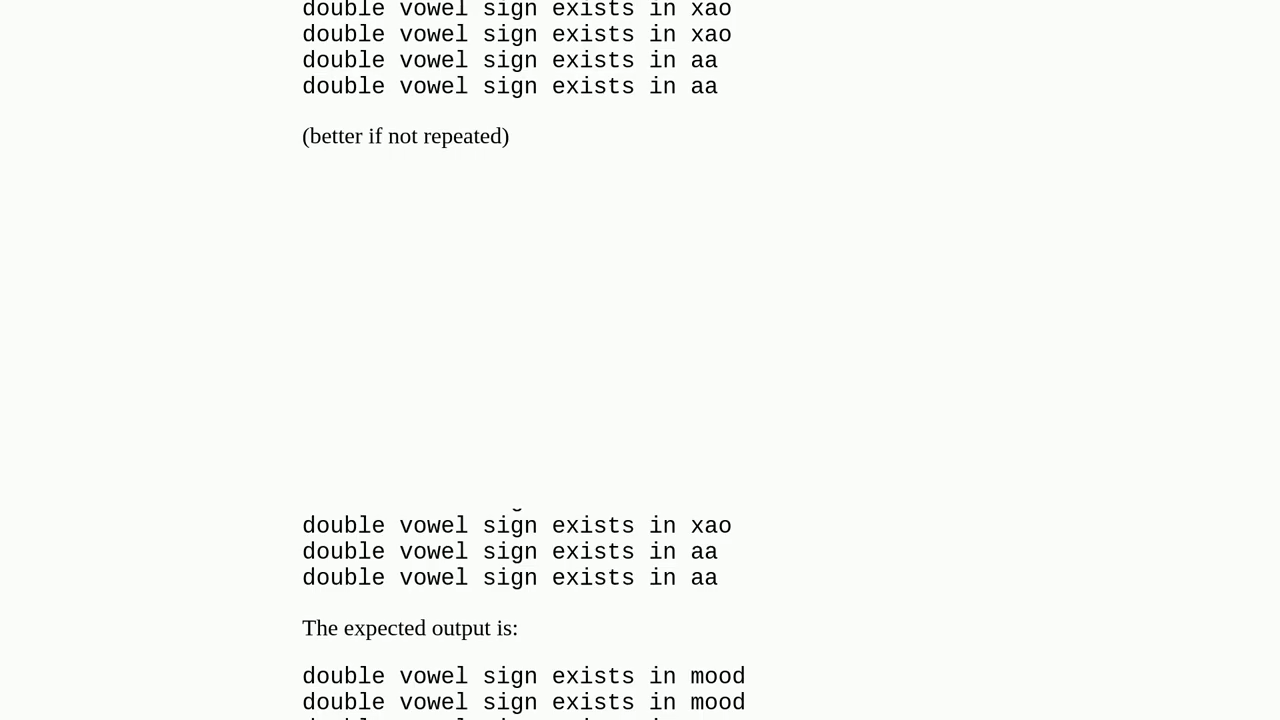 double vowel sign exists in xao
double vowel sign exists in xao
double vowel sign exists in aa
double vowel sign exists in aa
(better if not repeated)
double vowel sign exists in xao
double vowel sign exists in aa
double vowel sign exists in aa
The expected output is:
double vowel sign exists in mood
double vowel sign exists in mood